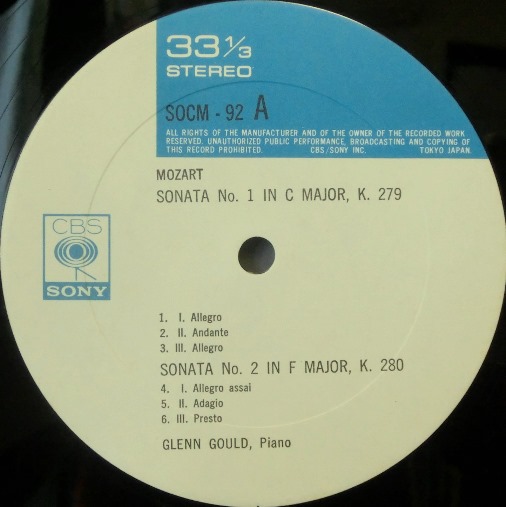 33 1/3
STEREO
SOCM - 92 A
ALL RIGHTS OF THE MANUFACTURER AND OF THE OWNER OF THE RECORDED WORK
RESERVED. UNAUTHORIZED PUBLIC PERFORMANCE, BROADCASTING AND COPYING OF
THIS RECORD PROHIBITED. CBS/SONY INC. TOKYO JAPAN.
MOZART
SONATA No. 1 IN C MAJOR, K. 279
CBS
SONY
1. I. Allegro
2. II. Andante
3. III. Allegro
SONATA No. 2 IN F MAJOR, K. 280
4. I. Allegro assai
5. II. Adagio
6. III. Presto
GLENN GOULD, Piano